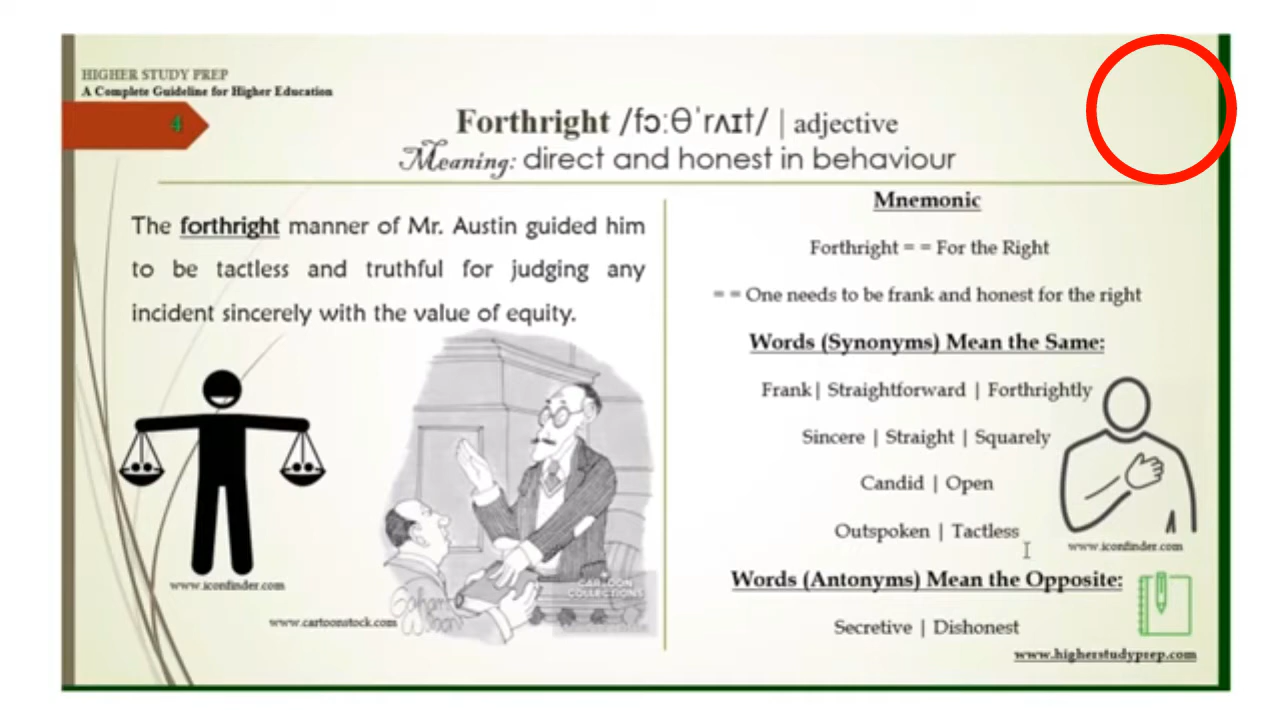 HIGHER STUDY PREP
A Complete Guideline for Higher Education
4
Forthright /fɔːθˈrʌɪt/ | adjective
Meaning: direct and honest in behaviour
The forthright manner of Mr. Austin guided him
to be tactless and truthful for judging any
incident sincerely with the value of equity.
www.iconfinder.com
www.cartoonstock.com
CARTOON
COLLECTIONS
Gahan
Wilson
Mnemonic
Forthright = = For the Right
= = One needs to be frank and honest for the right
Words (Synonyms) Mean the Same:
Frank| Straightforward | Forthrightly
Sincere | Straight | Squarely
Candid | Open
Outspoken | Tactless
www.iconfinder.com
Words (Antonyms) Mean the Opposite:
Secretive | Dishonest
www.higherstudyprep.com